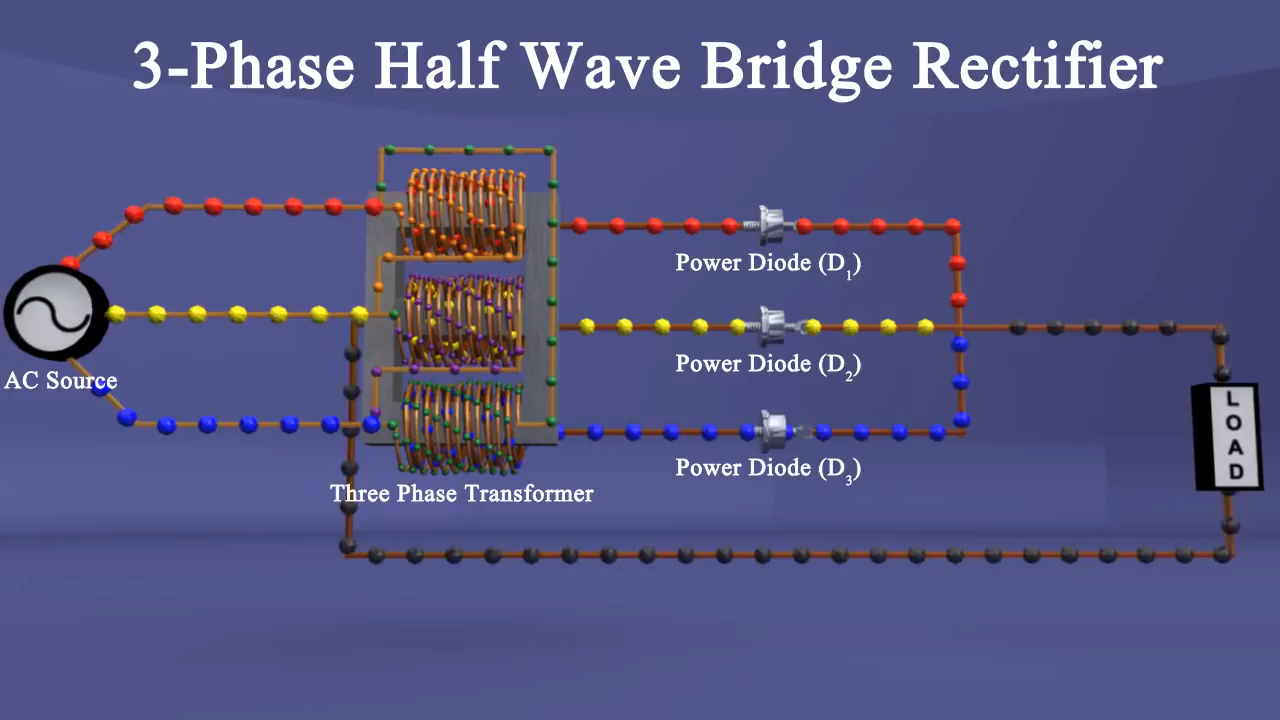 3-Phase Half Wave Bridge Rectifier
Power Diode (D₁)
AC Source
Power Diode (D₂)
LOAD
Power Diode (D₃)
Three Phase Transformer